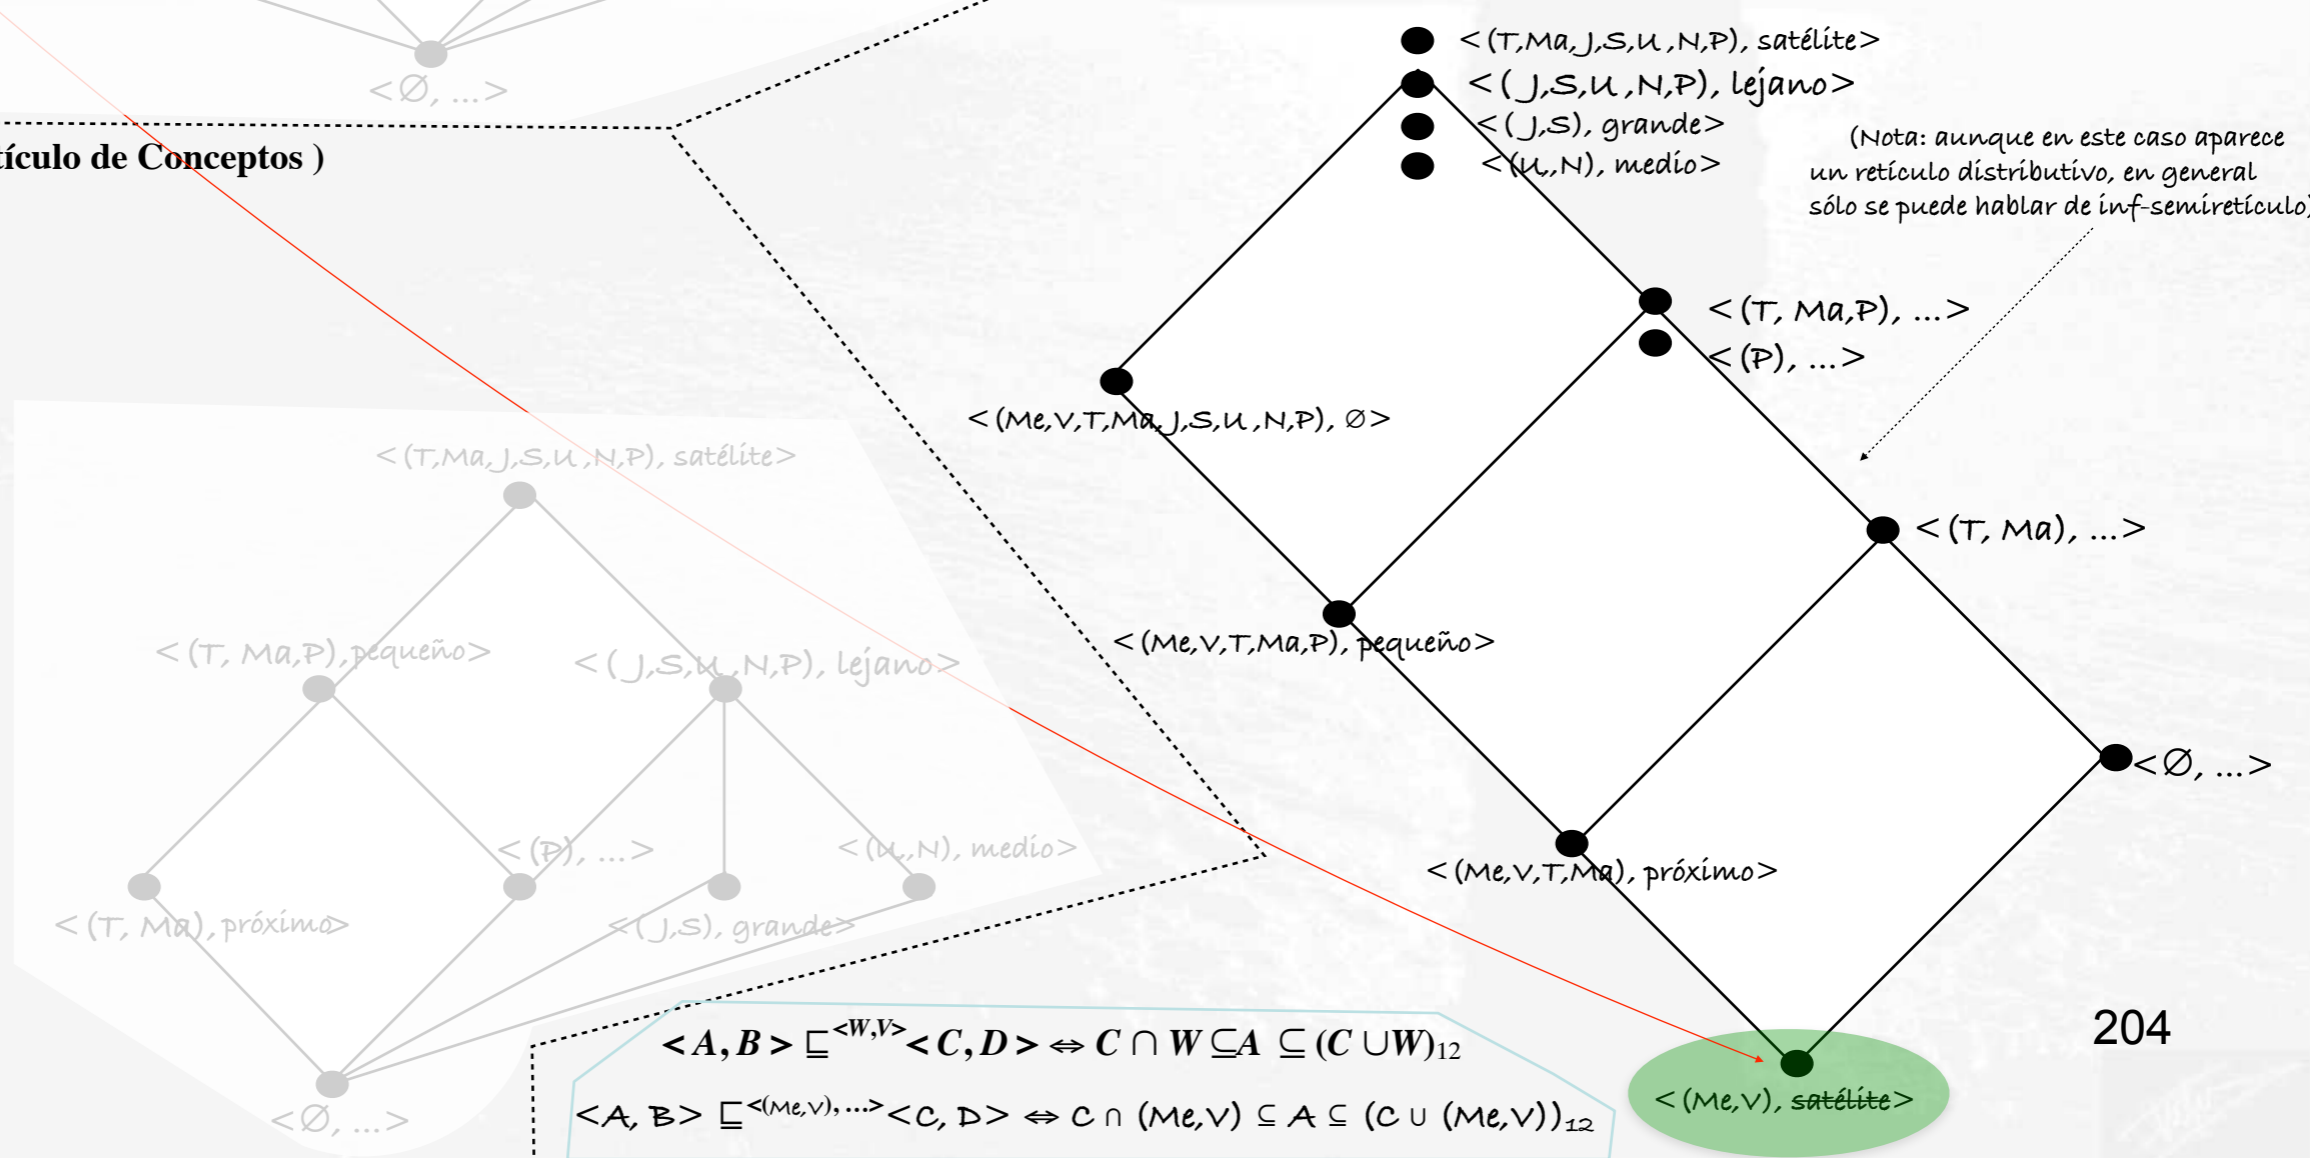 <∅, ...>
tículo de Conceptos )
<(T,Ma,J,S,U,N,P), satélite>
<( J,S,U,N,P), lejano>
<( J,S), grande>
<(U,,N), medio>
(Nota: aunque en este caso aparece
un retículo distributivo, en general
sólo se puede hablar de inf-semiretículo)
<(T, Ma,P), ...>
<(P), ...>
<(Me,V,T,Ma,J,S,U,N,P), ∅>
<(T, Ma), ...>
<(Me,V,T,Ma,P), pequeño>
<∅, ...>
<(Me,V,T,Ma), próximo>
<(Me,V), satélite>
<(T,Ma,J,S,U,N,P), satélite>
<(T, Ma,P), pequeño>
<( J,S,U,N,P), lejano>
<(P), ...>
<(U,,N), medio>
<(T, Ma), próximo>
<( J,S), grande>
<∅, ...>
<A, B> ⊑<W,V><C, D> ⇔ C ∩ W ⊆A ⊆ (C ∪W)12
<A, B> ⊑<(Me,V), ...><C, D> ⇔ C ∩ (Me,V) ⊆ A ⊆ (C ∪ (Me,V))12
204